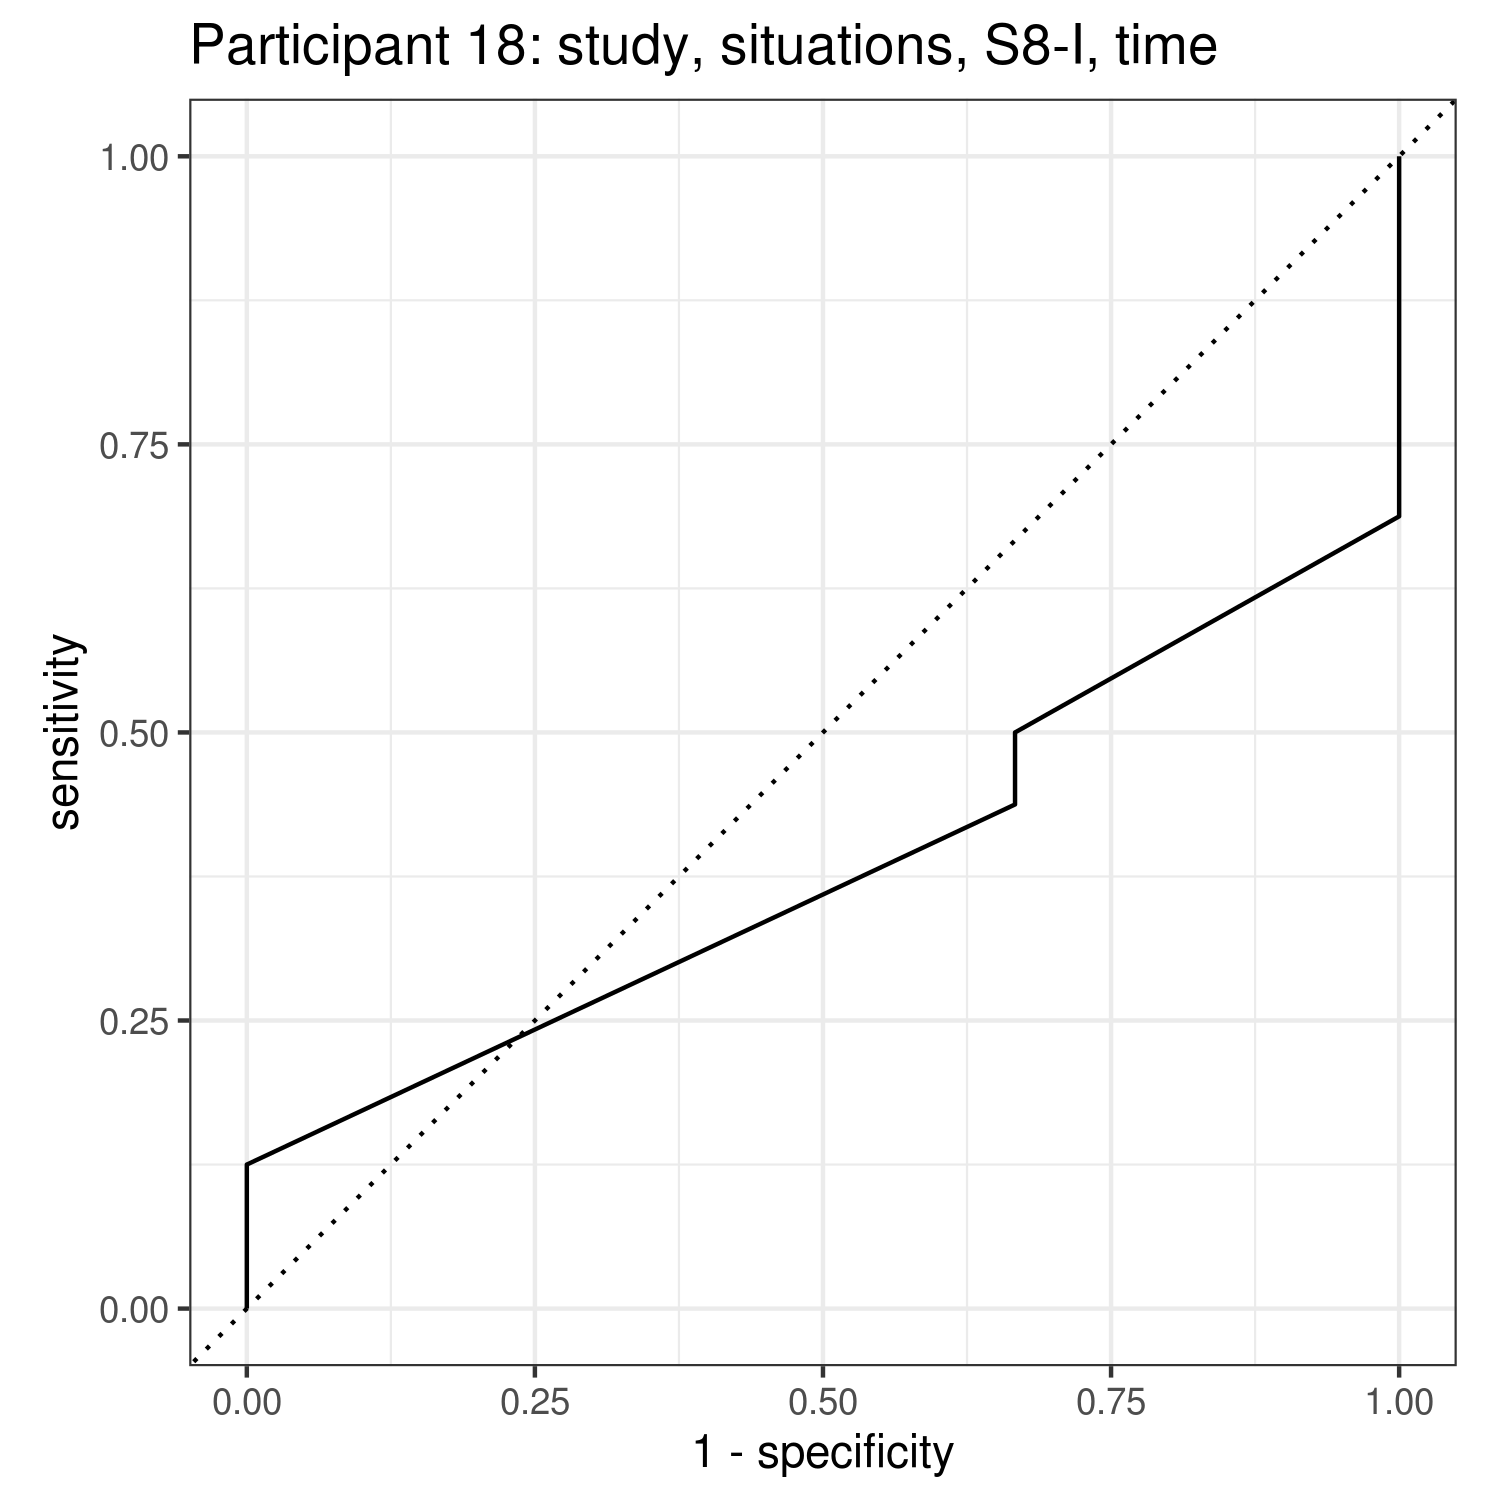 Participant 18: study, situations, S8-I, time
1.00
0.75
0.50
0.25
0.00
sensitivity
0.00 0.25 0.50 0.75 1.00
1 - specificity